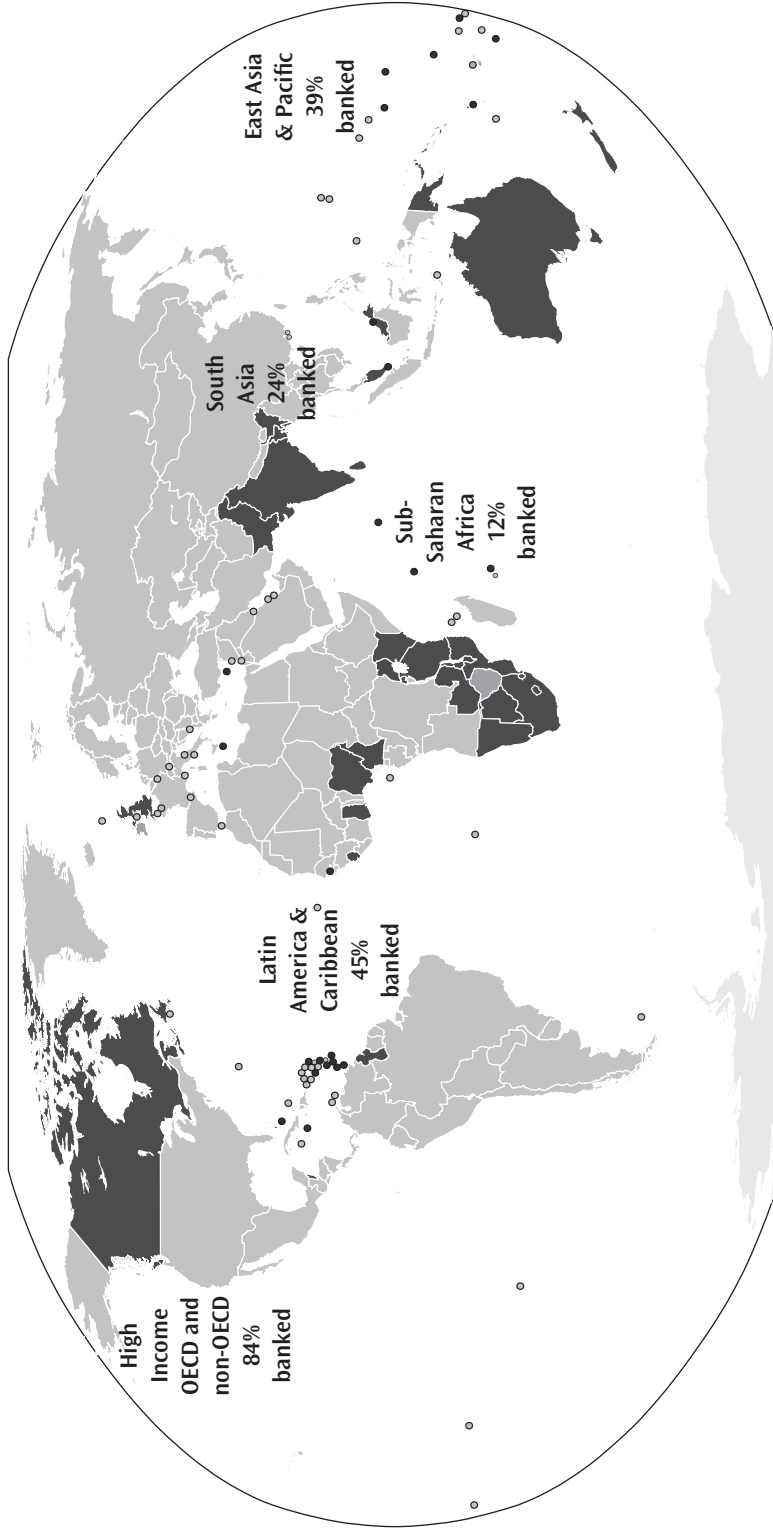 High
Income
OECD and
non-OECD
84%
banked
Latin
America &
Caribbean
45%
banked
Sub-
Saharan
Africa
12%
banked
South
Asia
24%
banked
East Asia
& Pacific
39%
banked